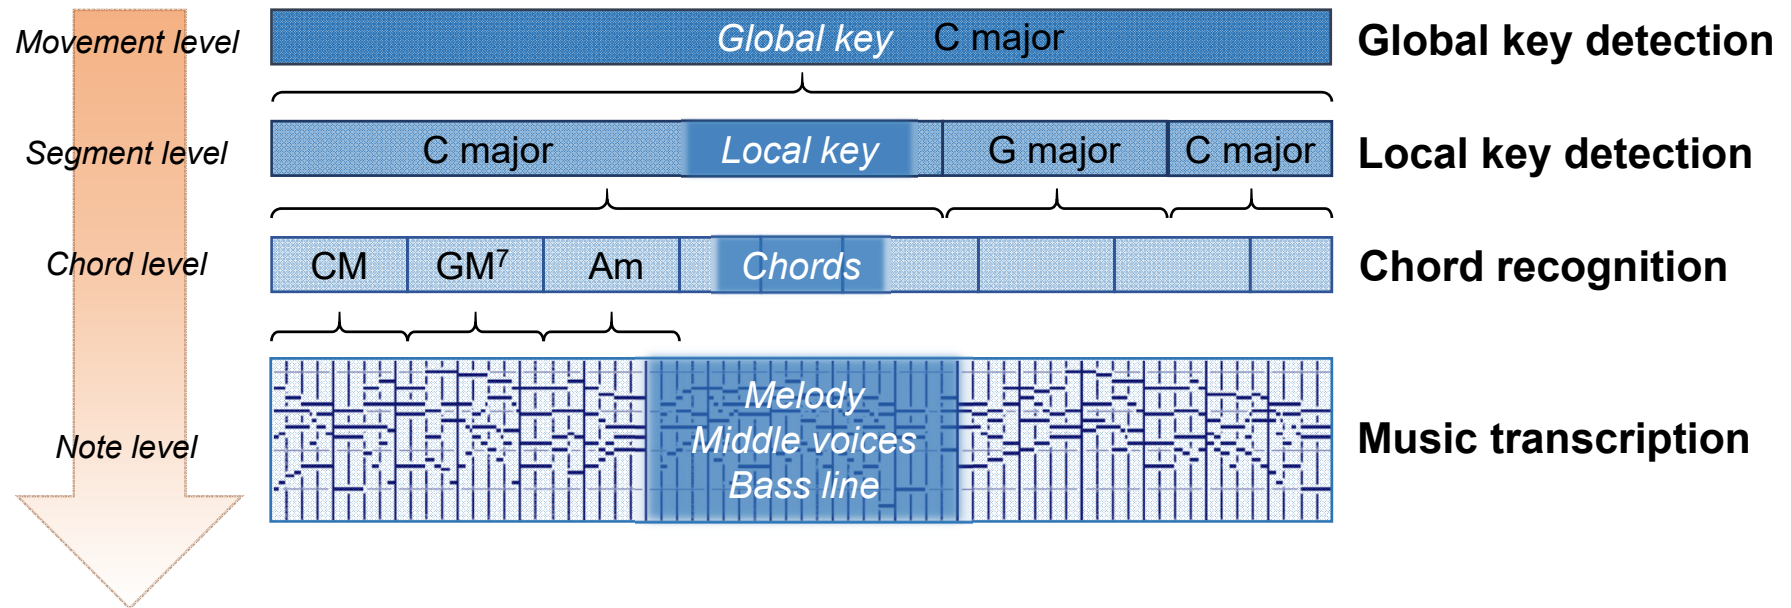 Movement level Global key C major Global key detection
Segment level C major Local key G major C major Local key detection
Chord level CM GM⁷ Am Chords Chord recognition
Melody
Note level Middle voices Music transcription
Bass line